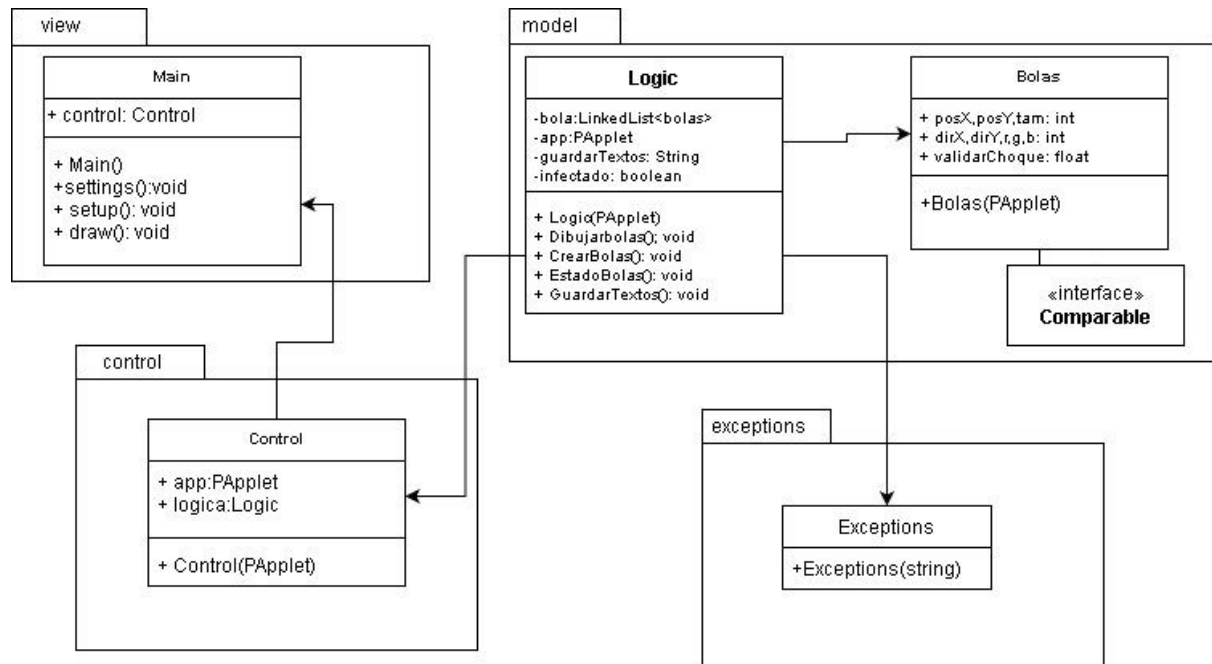 view
Main
+ control: Control
+ Main()
+settings():void
+ setup(): void
+ draw(): void
model
Logic
-bola:LinkedList<bolas>
-app:PApplet
-guardarTextos: String
-infectado: boolean
+ Logic(PApplet)
+ Dibujarbolas(); void
+ CrearBolas(): void
+ EstadoBolas(): void
+ GuardarTextos(): void
Bolas
+ posX,posY,tam: int
+ dirX,dirY,r,g,b: int
+ validarChoque: float
+Bolas(PApplet)
«interface»
Comparable
control
Control
+ app:PApplet
+ logica:Logic
+ Control(PApplet)
exceptions
Exceptions
+Exceptions(string)